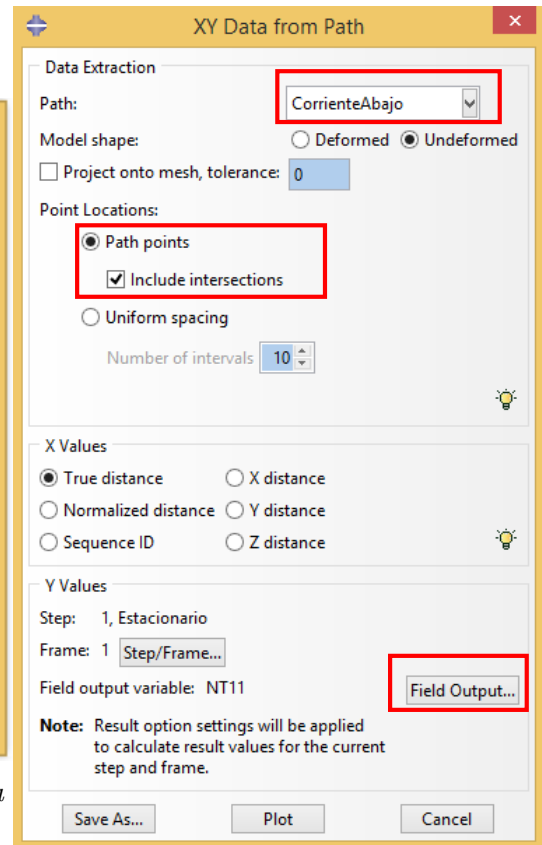 XY Data from Path
Data Extraction
Path: CorrienteAbajo
Model shape: Deformed Undeformed
Project onto mesh, tolerance: 0
Point Locations:
Path points
Include intersections
Uniform spacing
Number of intervals 10
X Values
True distance X distance
Normalized distance Y distance
Sequence ID Z distance
Y Values
Step: 1, Estacionario
Frame: 1 Step/Frame...
Field output variable: NT11 Field Output...
Note: Result option settings will be applied
to calculate result values for the current
step and frame.
Save As... Plot Cancel